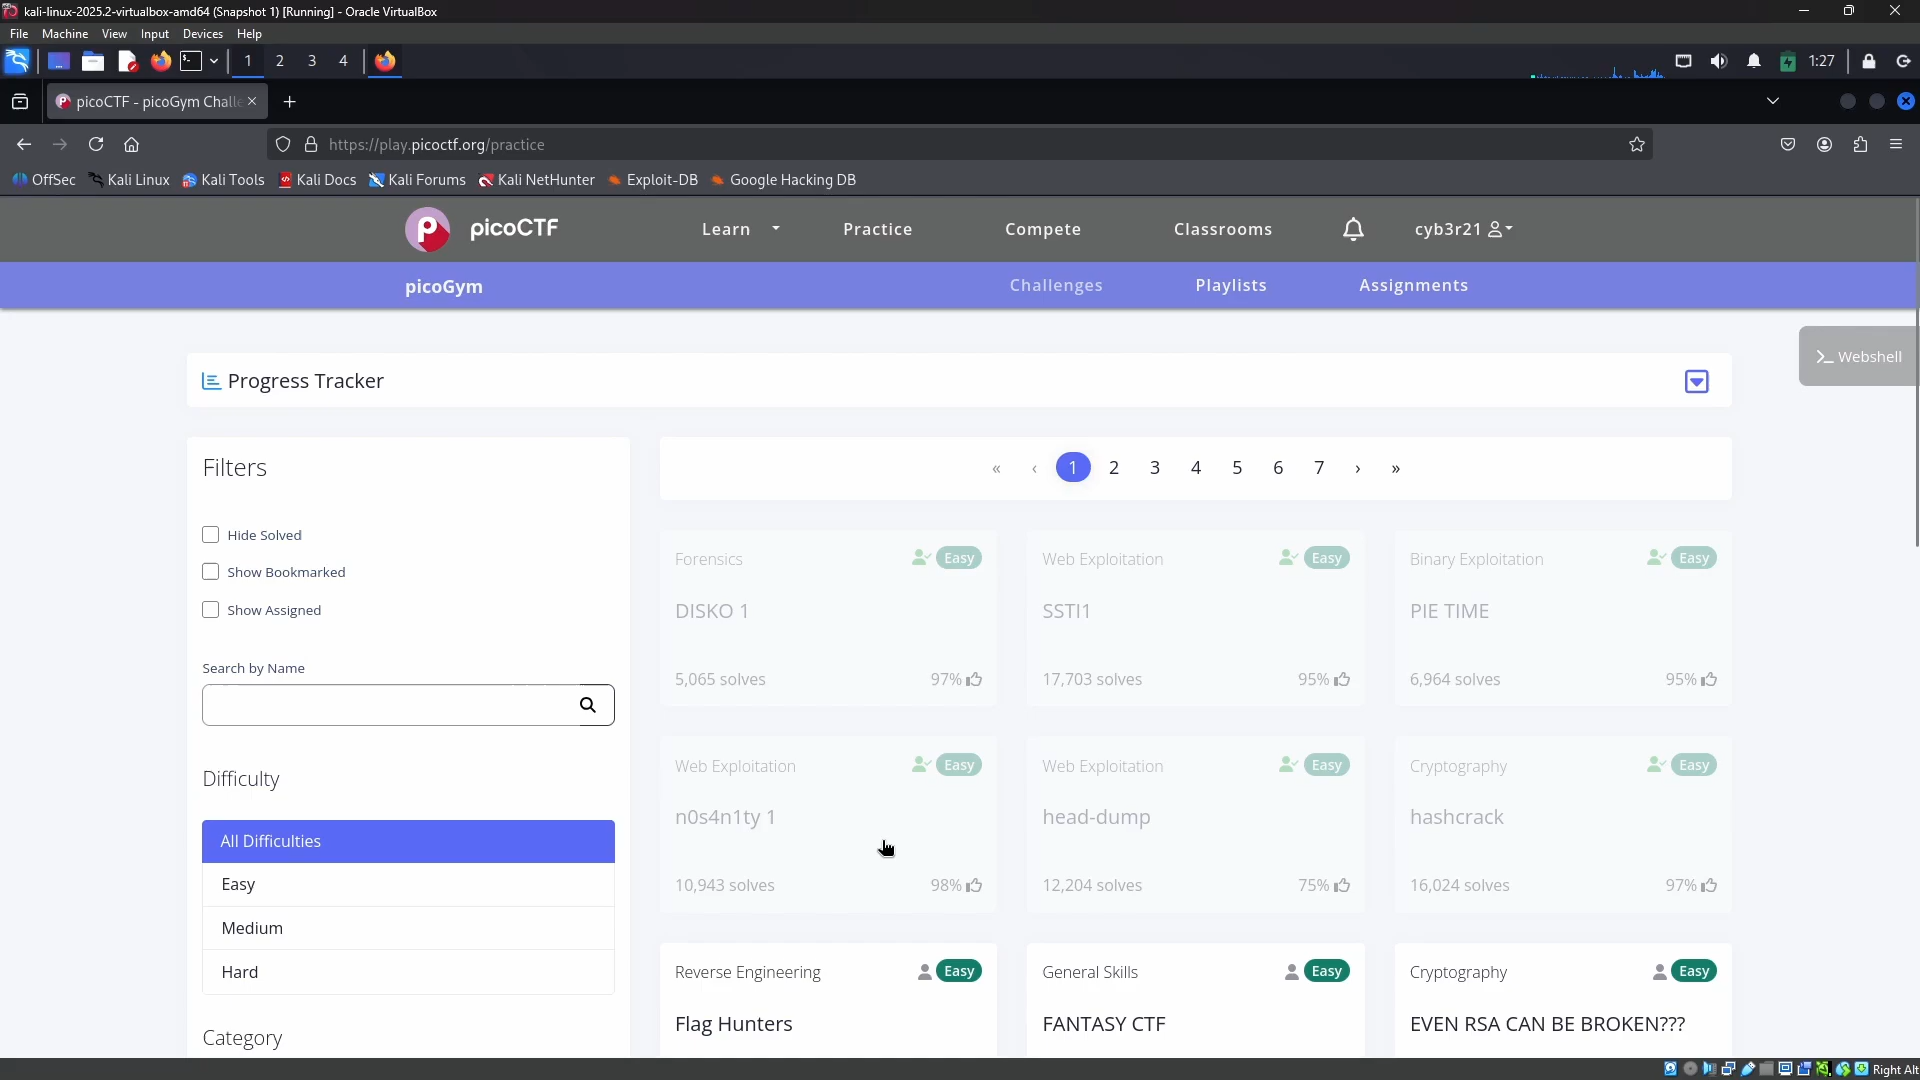 kali-linux-2025.2-virtualbox-amd64 (Snapshot 1) [Running] - Oracle VirtualBox
File Machine View Input Devices Help
1 2 3 4 1:27
picoCTF - picoGym Challe
https://play.picoctf.org/practice
OffSec Kali Linux Kali Tools Kali Docs Kali Forums Kali NetHunter Exploit-DB Google Hacking DB
picoCTF Learn Practice Compete Classrooms cyb3r21
picoGym Challenges Playlists Assignments
Webshell
Progress Tracker
Filters
Hide Solved
Show Bookmarked
Show Assigned
Search by Name
Difficulty
All Difficulties
Easy
Medium
Hard
Category
« ‹ 1 2 3 4 5 6 7 › »
Forensics Easy
DISKO 1
5,065 solves 97%
Web Exploitation Easy
SSTI1
17,703 solves 95%
Binary Exploitation Easy
PIE TIME
6,964 solves 95%
Web Exploitation Easy
n0s4n1ty 1
10,943 solves 98%
Web Exploitation Easy
head-dump
12,204 solves 75%
Cryptography Easy
hashcrack
16,024 solves 97%
Reverse Engineering Easy
Flag Hunters
General Skills Easy
FANTASY CTF
Cryptography Easy
EVEN RSA CAN BE BROKEN???
Right Alt